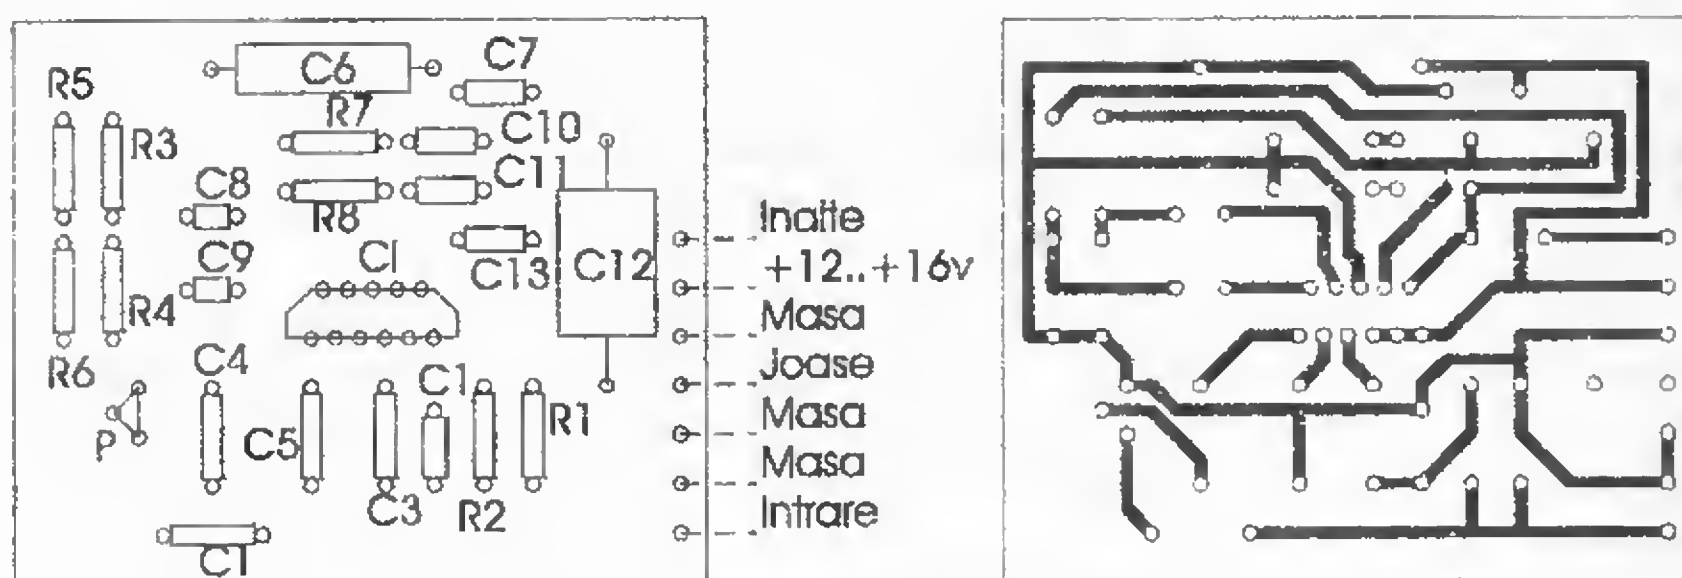 C7
C6
R5
R7
C10
R3
C8
C11
R8
Inalte
C9
CI
C13
C12
+12..+16v
R4
Masa
R6
C4
C1
Joase
P
C5
R1
Masa
C3
R2
Masa
Intrare
C1